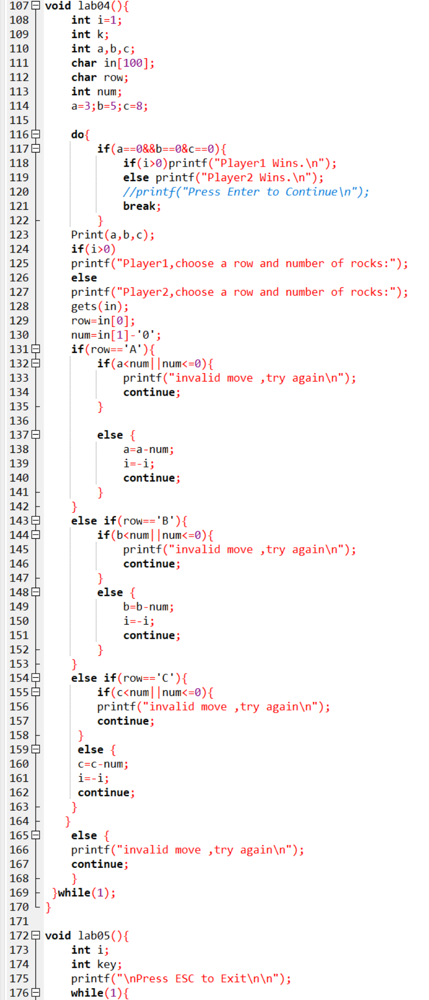 107 void lab04(){
108     int i=1;
109     int k;
110     int a,b,c;
111     char in[100];
112     char row;
113     int num;
114     a=3;b=5;c=8;
115
116     do{
117         if(a==0&&b==0&c==0){
118             if(i>0)printf("Player1 Wins.\n");
119             else printf("Player2 Wins.\n");
120             //printf("Press Enter to Continue\n");
121             break;
122         }
123     Print(a,b,c);
124     if(i>0)
125     printf("Player1,choose a row and number of rocks:");
126     else
127     printf("Player2,choose a row and number of rocks:");
128     gets(in);
129     row=in[0];
130     num=in[1]-'0';
131     if(row=='A'){
132         if(a<num||num<=0){
133             printf("invalid move ,try again\n");
134             continue;
135         }
136
137         else {
138             a=a-num;
139             i=-i;
140             continue;
141         }
142     }
143     else if(row=='B'){
144         if(b<num||num<=0){
145             printf("invalid move ,try again\n");
146             continue;
147         }
148         else {
149             b=b-num;
150             i=-i;
151             continue;
152         }
153     }
154     else if(row=='C'){
155         if(c<num||num<=0){
156         printf("invalid move ,try again\n");
157         continue;
158      }
159      else {
160      c=c-num;
161      i=-i;
162      continue;
163     }
164    }
165     else {
166     printf("invalid move ,try again\n");
167     continue;
168     }
169  }while(1);
170 }
171
172 void lab05(){
173     int i;
174     int key;
175     printf("\nPress ESC to Exit\n\n");
176     while(1){